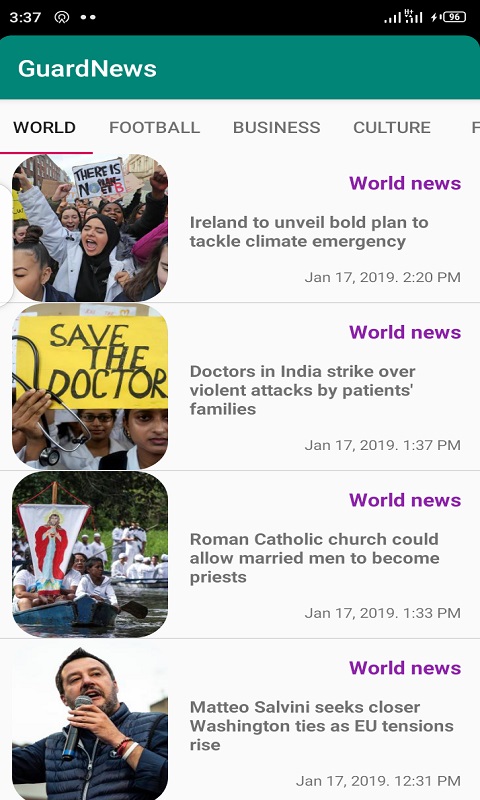 3:37
96
GuardNews
WORLD FOOTBALL BUSINESS CULTURE F
THERE IS
NO
World news
Ireland to unveil bold plan to
tackle climate emergency
Jan 17, 2019. 2:20 PM
SAVE
THE
DOCTOR
World news
Doctors in India strike over
violent attacks by patients'
families
Jan 17, 2019. 1:37 PM
World news
Roman Catholic church could
allow married men to become
priests
Jan 17, 2019. 1:33 PM
World news
Matteo Salvini seeks closer
Washington ties as EU tensions
rise
Jan 17, 2019. 12:31 PM